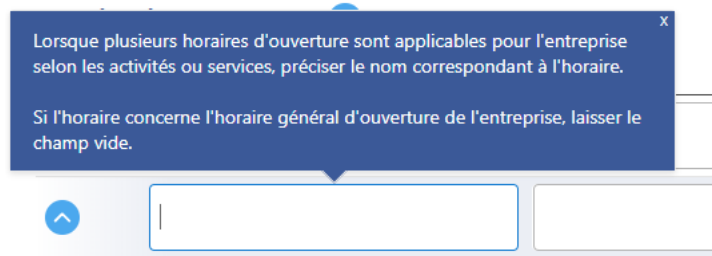 x
Lorsque plusieurs horaires d'ouverture sont applicables pour l'entreprise
selon les activités ou services, préciser le nom correspondant à l'horaire.
Si l'horaire concerne l'horaire général d'ouverture de l'entreprise, laisser le
champ vide.